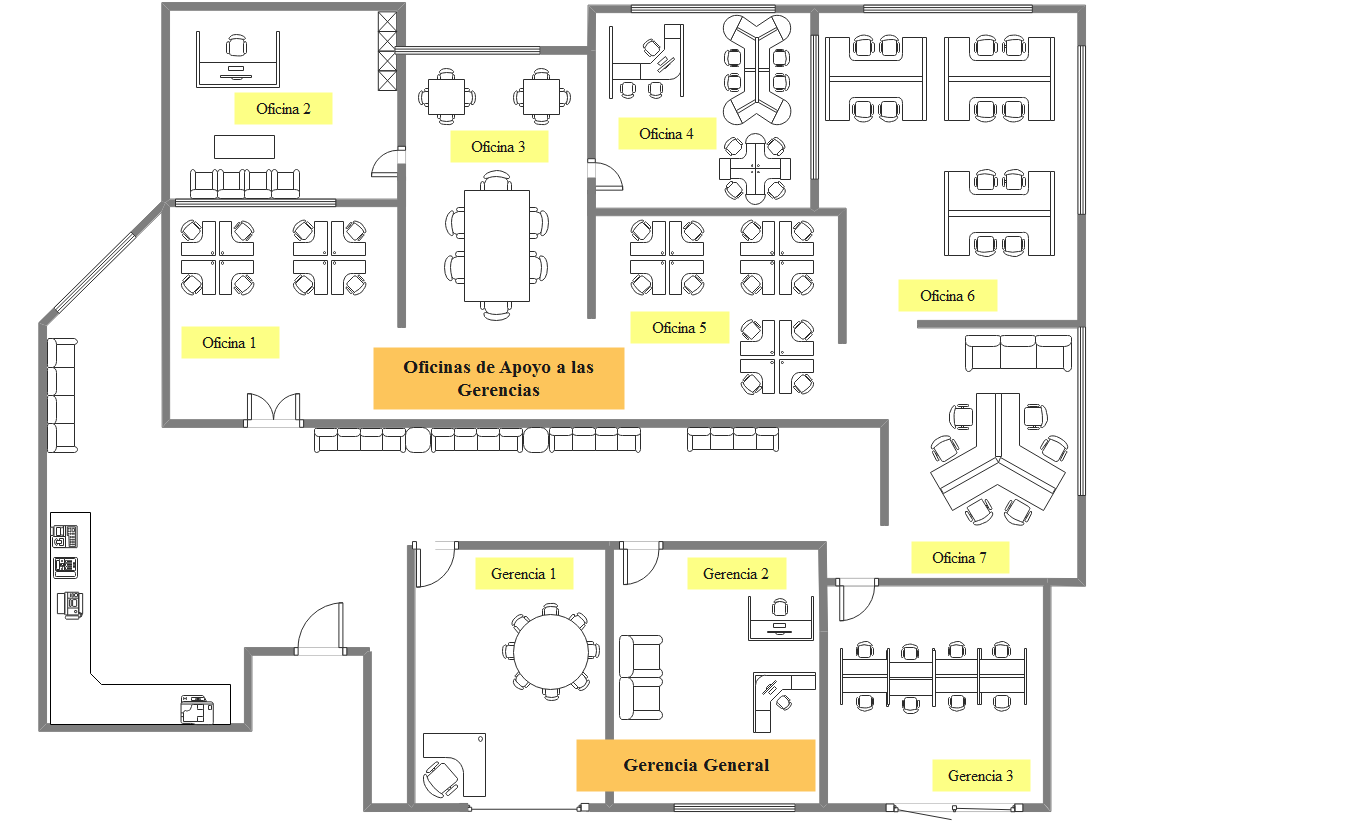 Oficina 2
Oficina 3
Oficina 4
Oficina 6
Oficina 1
Oficina 5
Oficinas de Apoyo a las
Gerencias
Oficina 7
Gerencia 1
Gerencia 2
Gerencia General
Gerencia 3